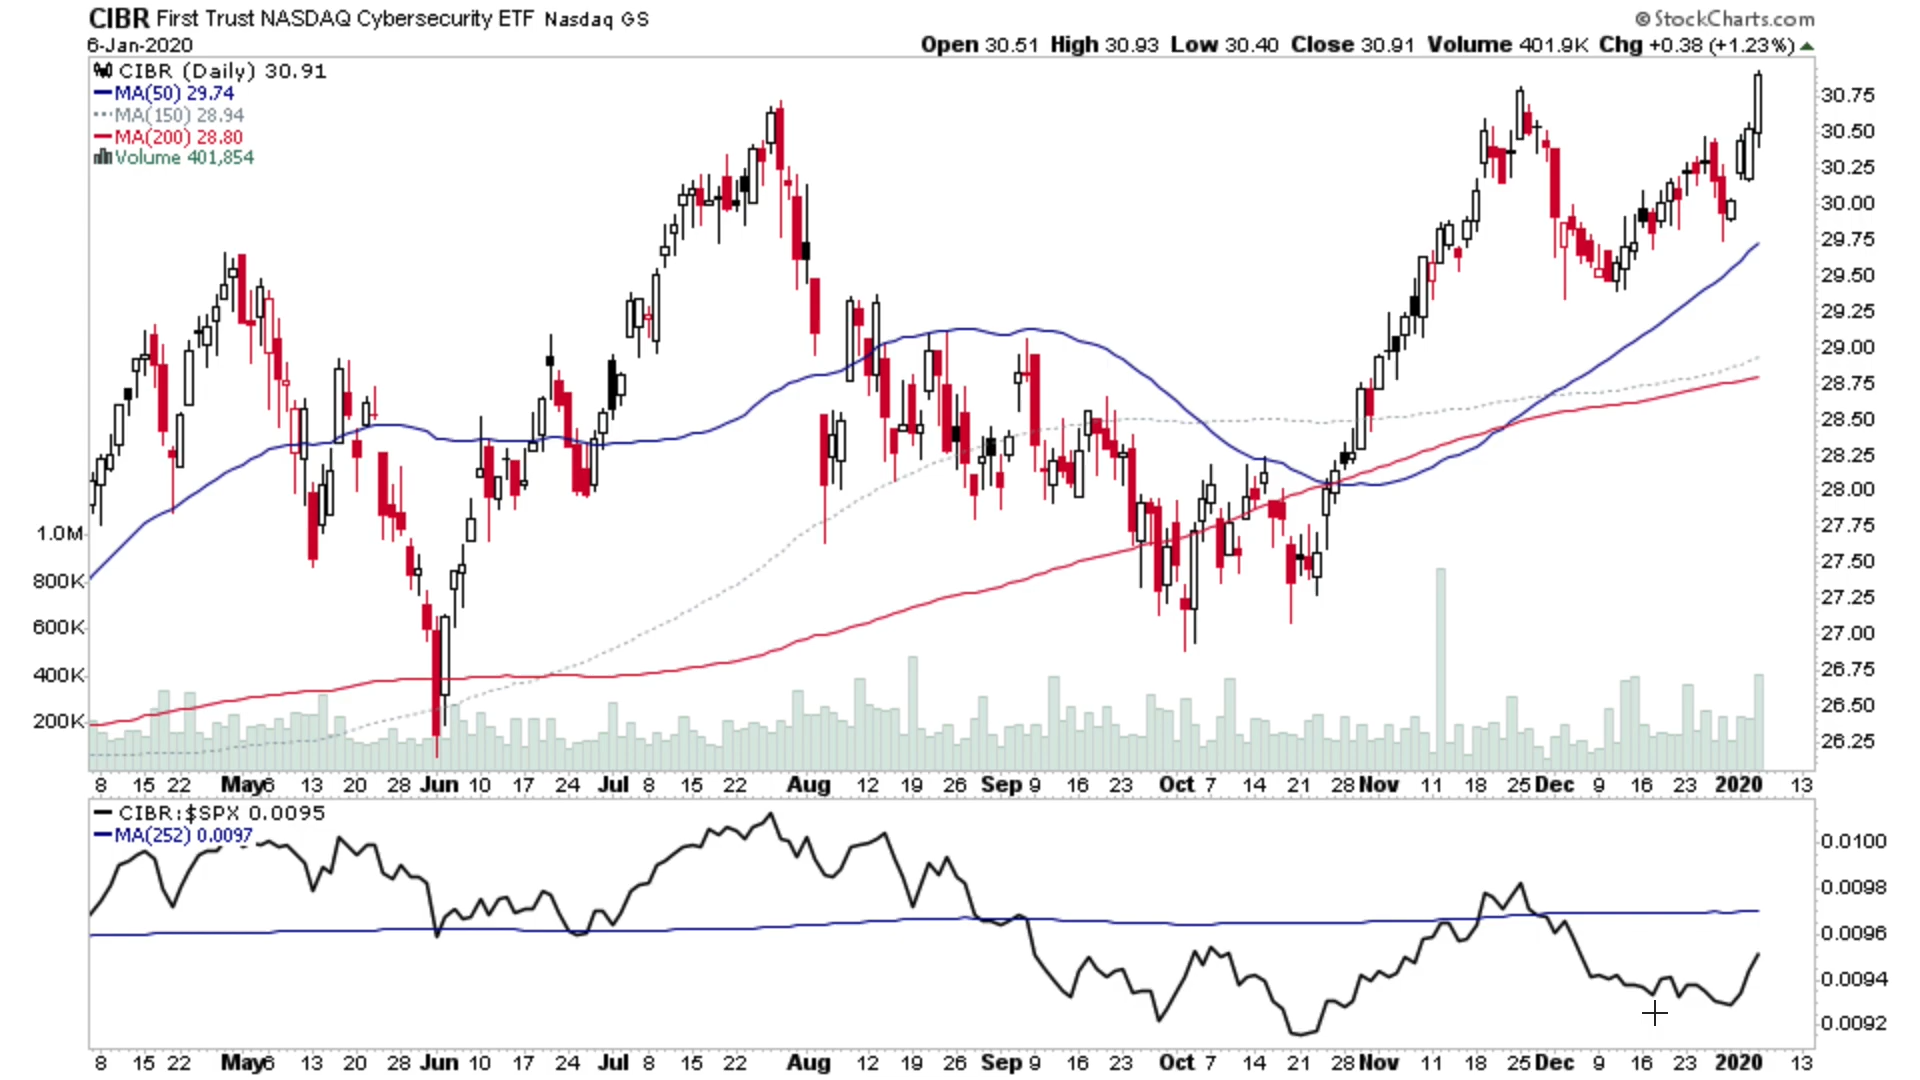 CIBR First Trust NASDAQ Cybersecurity ETF Nasdaq GS
© StockCharts.com
6-Jan-2020
Open 30.51 High 30.93 Low 30.40 Close 30.91 Volume 401.9K Chg +0.38 (+1.23%)
CIBR (Daily) 30.91
MA(50) 29.74
MA(150) 28.94
MA(200) 28.80
Volume 401,854
30.75
30.50
30.25
30.00
29.75
29.50
29.25
29.00
28.75
28.50
28.25
28.00
27.75
27.50
27.25
27.00
26.75
26.50
26.25
1.0M
800K
600K
400K
200K
8 15 22 May6 13 20 28 Jun 10 17 24 Jul 8 15 22 Aug 12 19 26 Sep 9 16 23 Oct 7 14 21 28 Nov 11 18 25 Dec 9 16 23 2020 13
CIBR:$SPX 0.0095
MA(252) 0.0097
0.0100
0.0098
0.0096
0.0094
0.0092
8 15 22 May6 13 20 28 Jun 10 17 24 Jul 8 15 22 Aug 12 19 26 Sep 9 16 23 Oct 7 14 21 28 Nov 11 18 25 Dec 9 16 23 2020 13